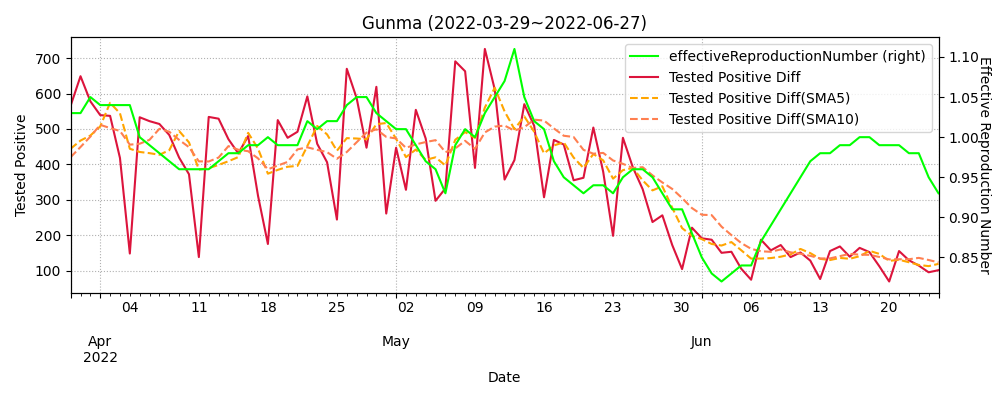 Gunma (2022-03-29~2022-06-27)
effectiveReproductionNumber (right)
Tested Positive Diff
Tested Positive Diff(SMA5)
Tested Positive Diff(SMA10)
Tested Positive
700
600
500
400
300
200
100
Effective Reproduction Number
1.10
1.05
1.00
0.95
0.90
0.85
04 11 18 25 02 09 16 23 30 06 13 20
Apr May Jun
2022
Date